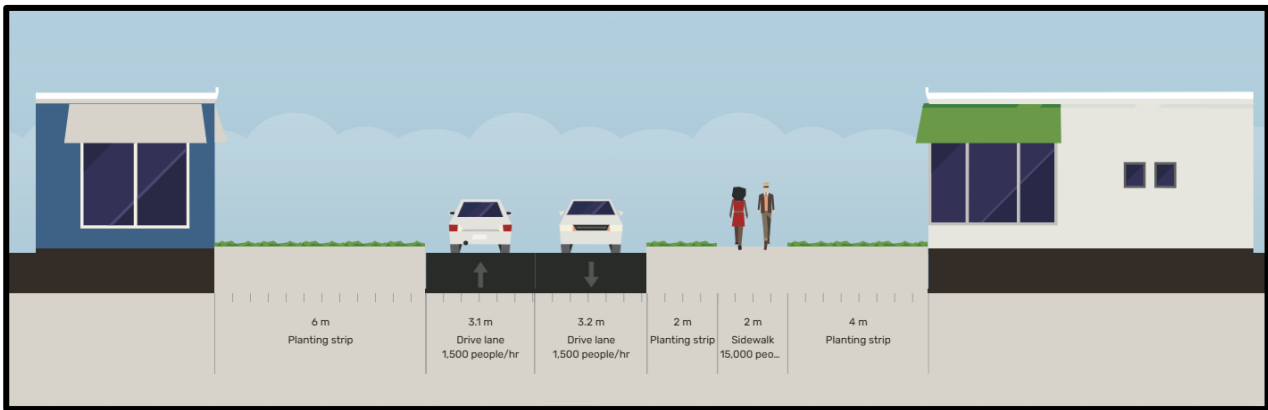 6 m
Planting strip
3.1 m
Drive lane
1,500 people/hr
3.2 m
Drive lane
1,500 people/hr
2 m
Planting strip
2 m
Sidewalk
15,000 peo...
4 m
Planting strip